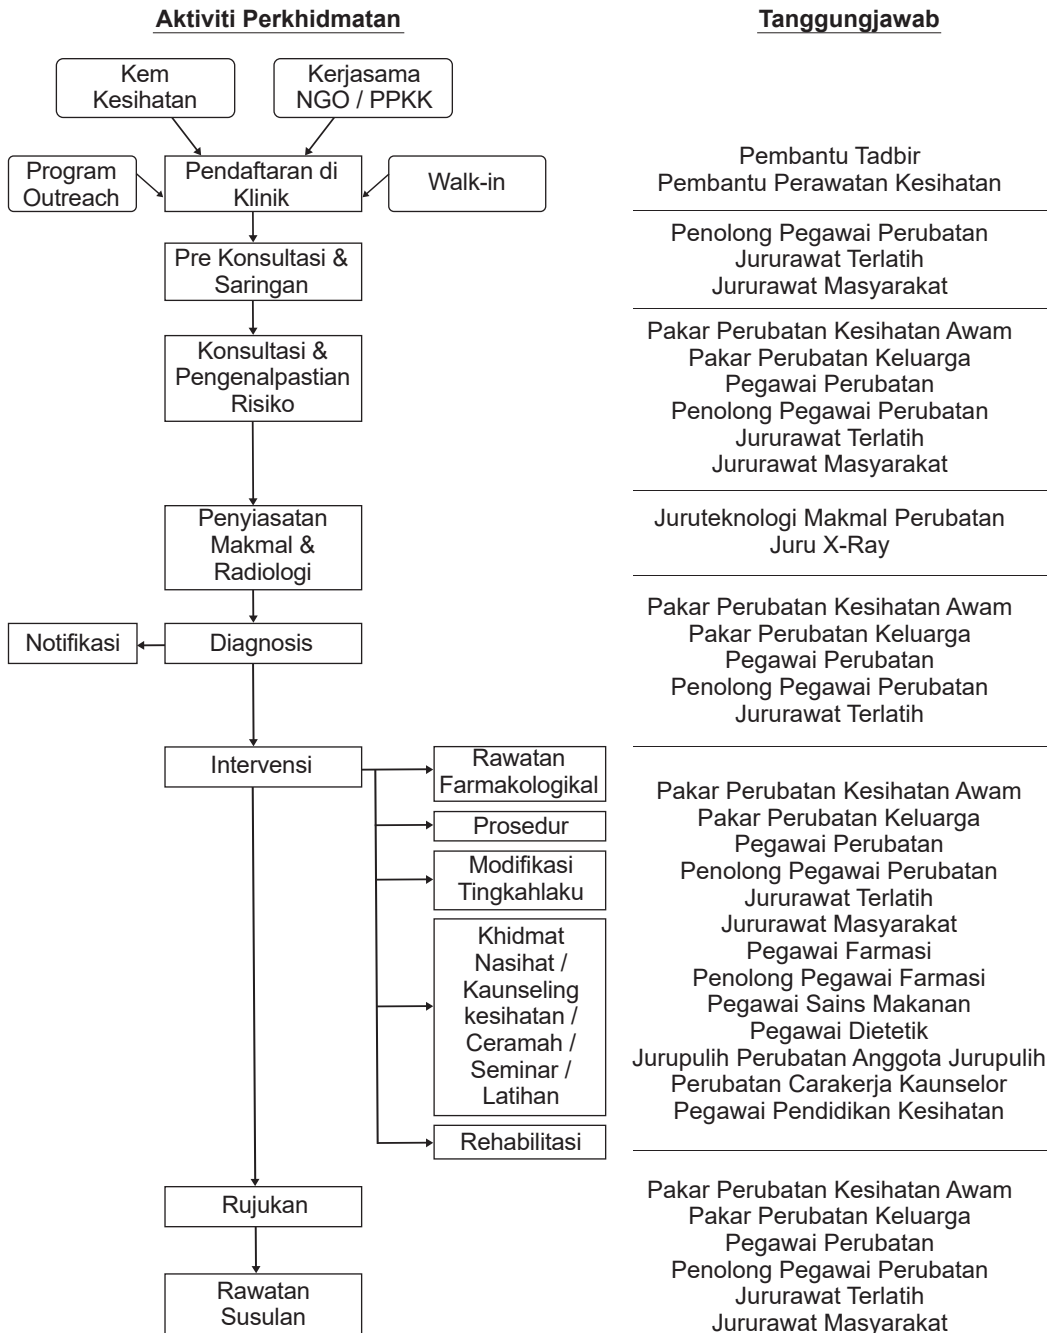 Aktiviti Perkhidmatan
Tanggungjawab
Kem
Kesihatan
Kerjasama
NGO / PPKK
Program
Outreach
Pendaftaran di
Klinik
Walk-in
Pembantu Tadbir
Pembantu Perawatan Kesihatan
Pre Konsultasi &
Saringan
Penolong Pegawai Perubatan
Jururawat Terlatih
Jururawat Masyarakat
Konsultasi &
Pengenalpastian
Risiko
Pakar Perubatan Kesihatan Awam
Pakar Perubatan Keluarga
Pegawai Perubatan
Penolong Pegawai Perubatan
Jururawat Terlatih
Jururawat Masyarakat
Penyiasatan
Makmal &
Radiologi
Juruteknologi Makmal Perubatan
Juru X-Ray
Notifikasi
Diagnosis
Pakar Perubatan Kesihatan Awam
Pakar Perubatan Keluarga
Pegawai Perubatan
Penolong Pegawai Perubatan
Jururawat Terlatih
Intervensi
Rawatan
Farmakologikal
Prosedur
Modifikasi
Tingkahlaku
Khidmat
Nasihat /
Kaunseling
kesihatan /
Ceramah /
Seminar /
Latihan
Rehabilitasi
Pakar Perubatan Kesihatan Awam
Pakar Perubatan Keluarga
Pegawai Perubatan
Penolong Pegawai Perubatan
Jururawat Terlatih
Jururawat Masyarakat
Pegawai Farmasi
Penolong Pegawai Farmasi
Pegawai Sains Makanan
Pegawai Dietetik
Jurupulih Perubatan Anggota Jurupulih
Perubatan Carakerja Kaunselor
Pegawai Pendidikan Kesihatan
Rujukan
Rawatan
Susulan
Pakar Perubatan Kesihatan Awam
Pakar Perubatan Keluarga
Pegawai Perubatan
Penolong Pegawai Perubatan
Jururawat Terlatih
Jururawat Masyarakat